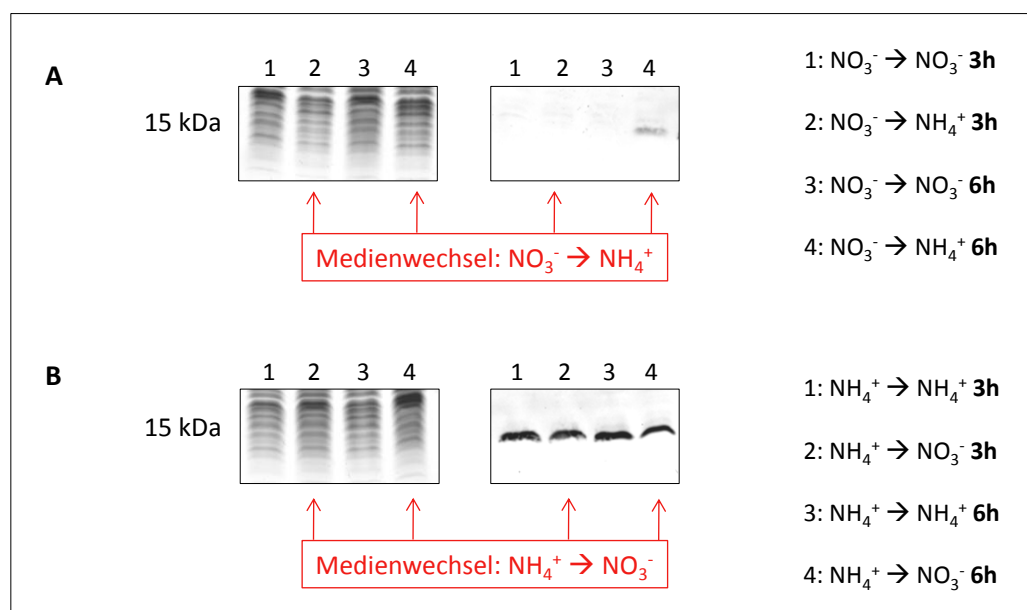 A
1 2 3 4
1 2 3 4
15 kDa
Medienwechsel: NO₃⁻ → NH₄⁺
1: NO₃⁻ → NO₃⁻ 3h
2: NO₃⁻ → NH₄⁺ 3h
3: NO₃⁻ → NO₃⁻ 6h
4: NO₃⁻ → NH₄⁺ 6h
B
1 2 3 4
1 2 3 4
15 kDa
Medienwechsel: NH₄⁺ → NO₃⁻
1: NH₄⁺ → NH₄⁺ 3h
2: NH₄⁺ → NO₃⁻ 3h
3: NH₄⁺ → NH₄⁺ 6h
4: NH₄⁺ → NO₃⁻ 6h